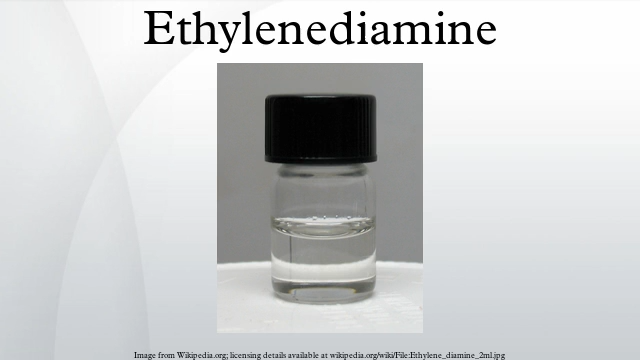 Ethylenediamine
Image from Wikipedia.org; licensing details available at wikipedia.org/wiki/File:Ethylene_diamine_2ml.jpg